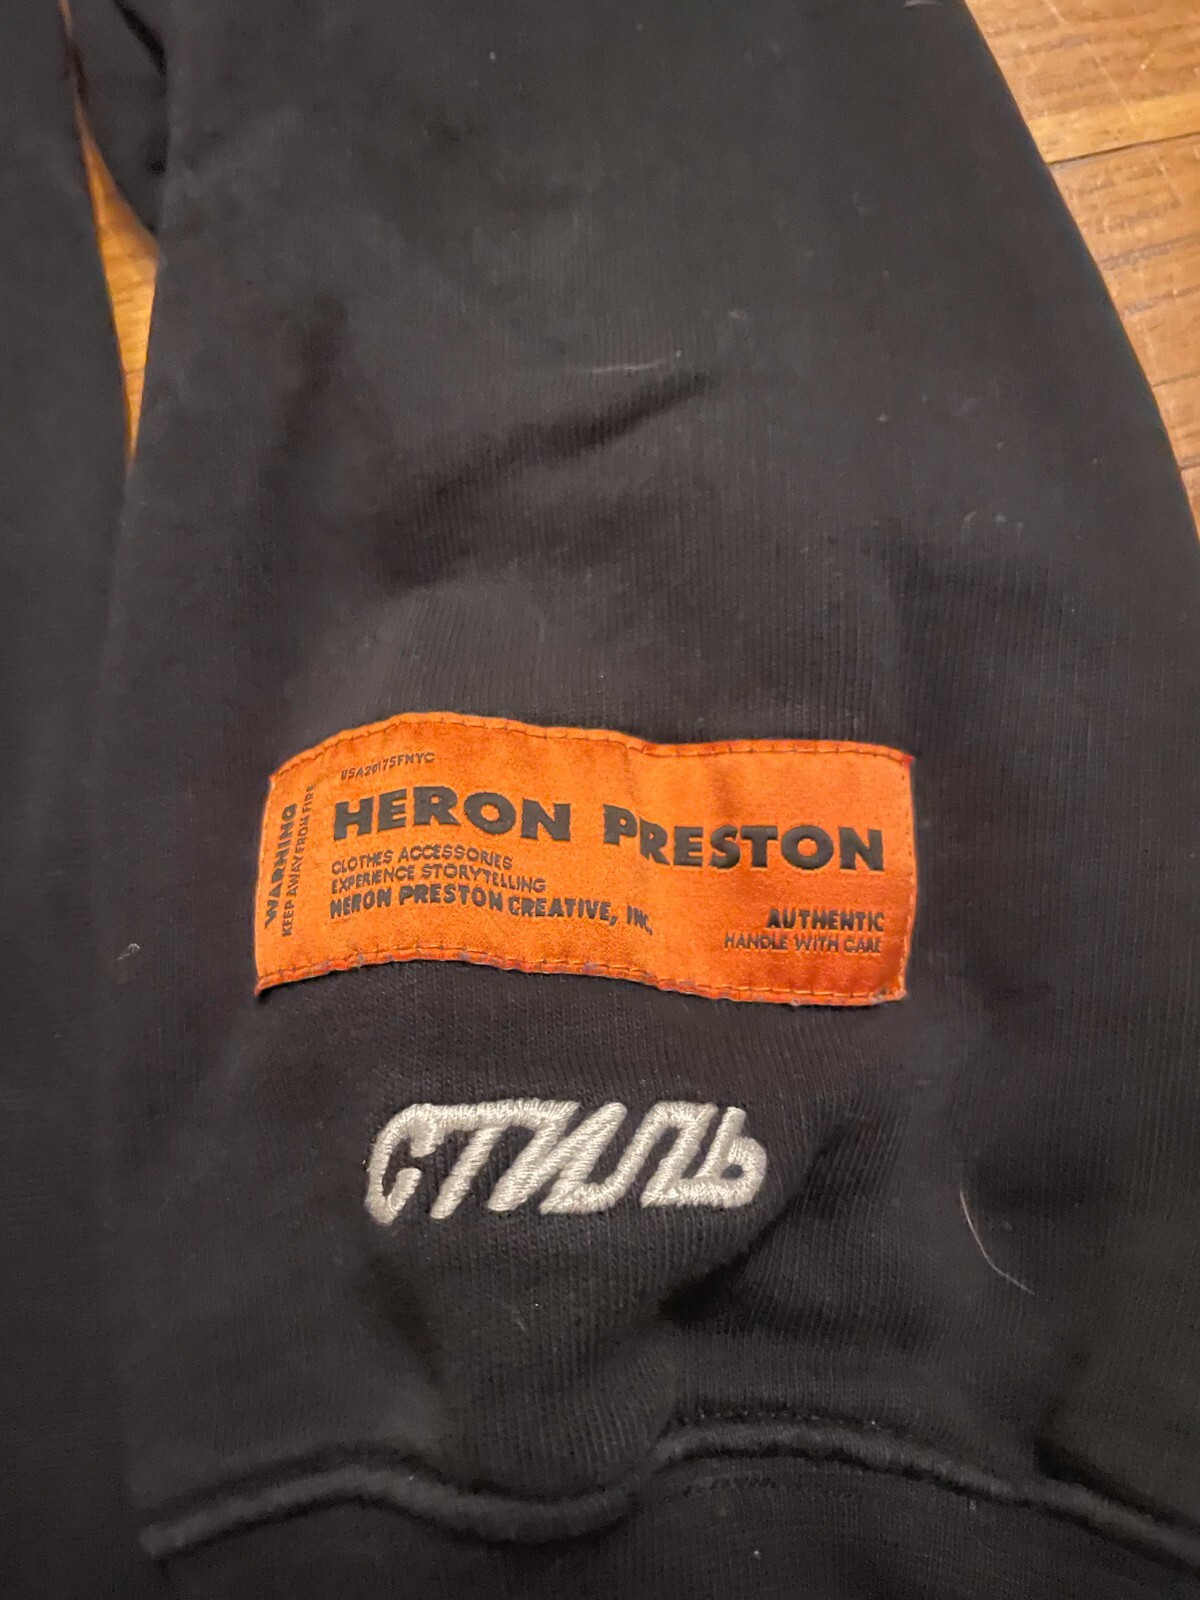 USA2017SFNYC
WARNING
KEEP AWAY FROM FIRE
HERON PRESTON
CLOTHES ACCESSORIES
EXPERIENCE STORYTELLING
HERON PRESTON CREATIVE, INC.
AUTHENTIC
HANDLE WITH CARE
СТИЛЬ